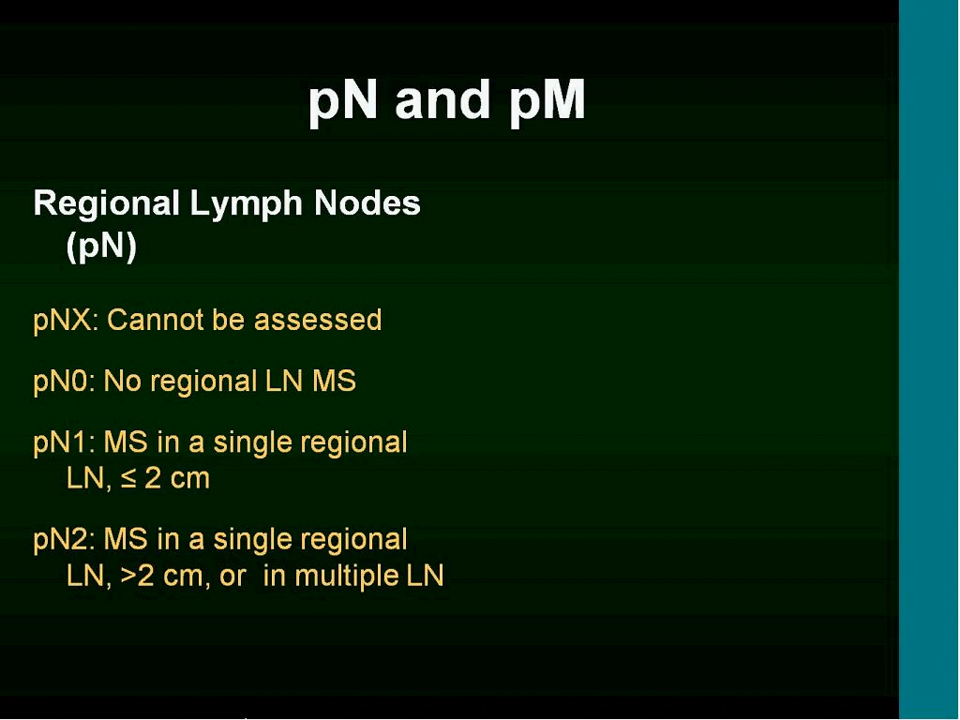 pN and pM
Regional Lymph Nodes
(pN)
pNX: Cannot be assessed
pN0: No regional LN MS
pN1: MS in a single regional
LN, ≤ 2 cm
pN2: MS in a single regional
LN, >2 cm, or  in multiple LN